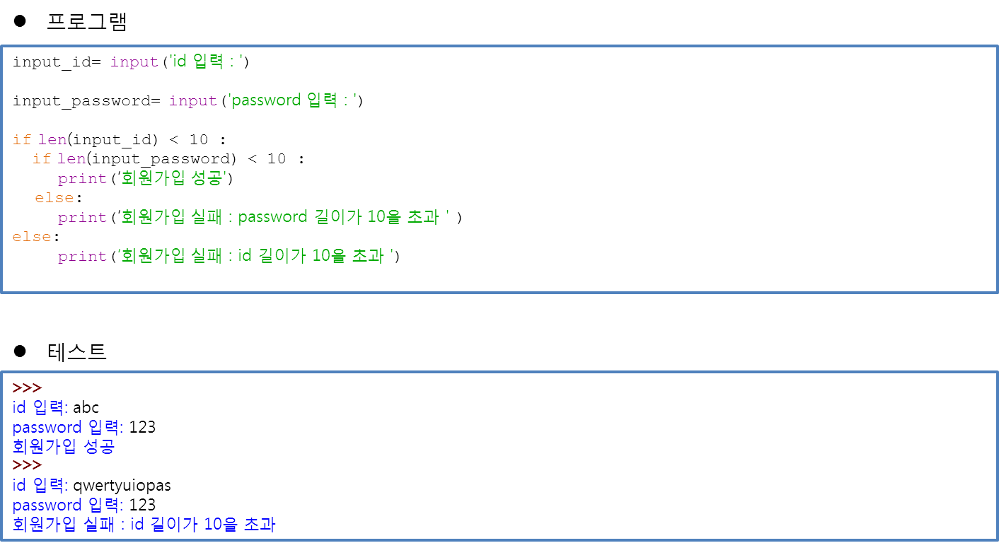 ● 프로그램
input_id= input('id 입력 : ')
input_password= input('password 입력 : ')
if len(input_id) < 10 :
if len(input_password) < 10 :
print('회원가입 성공')
else:
print('회원가입 실패 : password 길이가 10을 초과 ' )
else:
print('회원가입 실패 : id 길이가 10을 초과 ')
● 테스트
>>>
id 입력: abc
password 입력: 123
회원가입 성공
>>>
id 입력: qwertyuiopas
password 입력: 123
회원가입 실패 : id 길이가 10을 초과